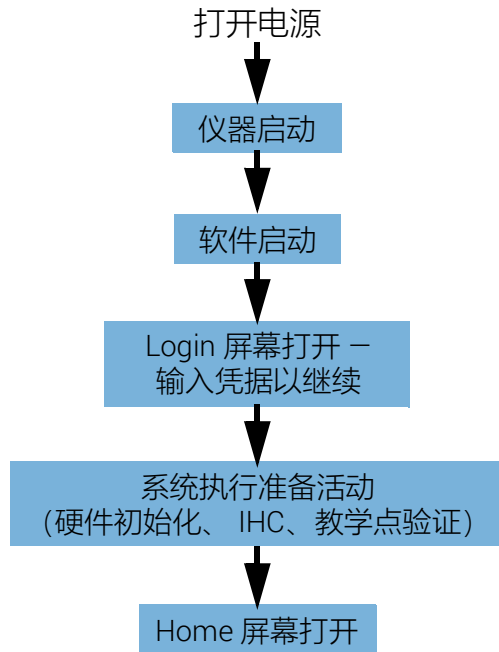 打开电源
仪器启动
软件启动
Login 屏幕打开 –
输入凭据以继续
系统执行准备活动
（硬件初始化、 IHC、教学点验证）
Home 屏幕打开